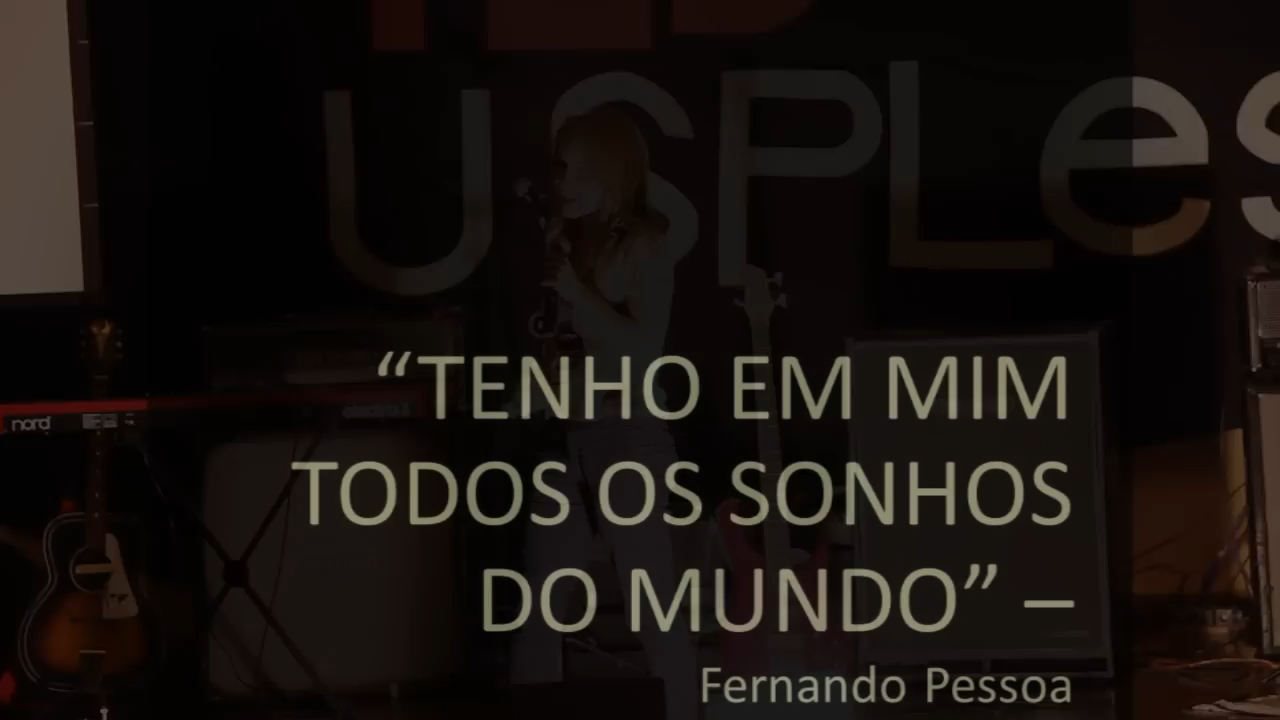 USPLes
“TENHO EM MIM
nord
TODOS OS SONHOS
DO MUNDO” –
Fernando Pessoa